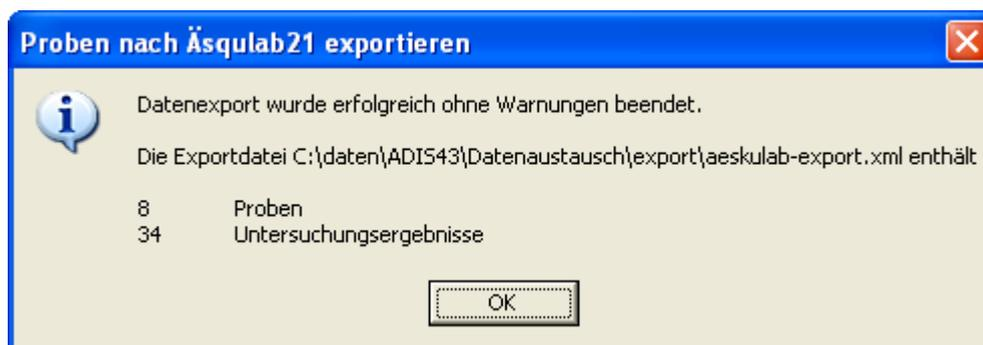 Proben nach Äsqulab21 exportieren
Datenexport wurde erfolgreich ohne Warnungen beendet.
Die Exportdatei C:\daten\ADIS43\Datenaustausch\export\aeskulab-export.xml enthält
8 Proben
34 Untersuchungsergebnisse
OK